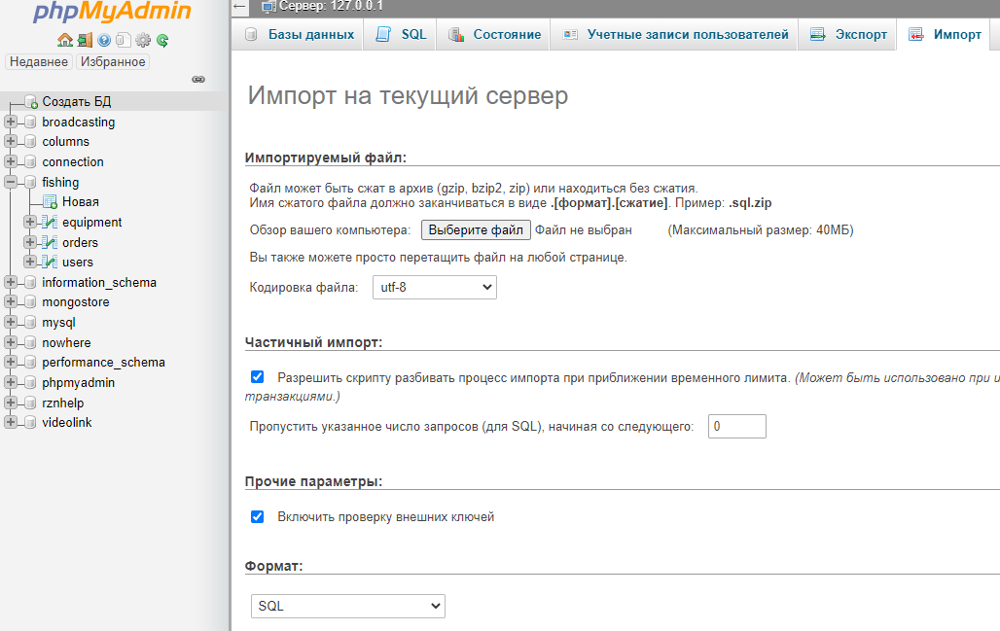 phpMyAdmin
Недавнее Избранное
Создать БД
broadcasting
columns
connection
fishing
Новая
equipment
orders
users
information_schema
mongostore
mysql
nowhere
performance_schema
phpmyadmin
rznhelp
videolink
Сервер: 127.0.0.1
Базы данных SQL Состояние Учетные записи пользователей Экспорт Импорт
Импорт на текущий сервер
Импортируемый файл:
Файл может быть сжат в архив (gzip, bzip2, zip) или находиться без сжатия.
Имя сжатого файла должно заканчиваться в виде .[формат].[сжатие]. Пример: .sql.zip
Обзор вашего компьютера: Выберите файл Файл не выбран (Максимальный размер: 40МБ)
Вы также можете просто перетащить файл на любой странице.
Кодировка файла: utf-8
Частичный импорт:
Разрешить скрипту разбивать процесс импорта при приближении временного лимита. (Может быть использовано при
транзакциями.)
Пропустить указанное число запросов (для SQL), начиная со следующего: 0
Прочие параметры:
Включить проверку внешних ключей
Формат:
SQL